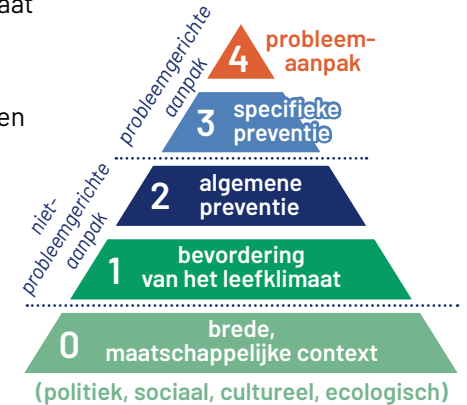 aat
en
probleemgerichte
aanpak
4
probleem-
aanpak
3
specifieke
preventie
niet-
probleemgerichte
aanpak
2
algemene
preventie
1
bevordering
van het leefklimaat
0
brede,
maatschappelijke context
(politiek, sociaal, cultureel, ecologisch)